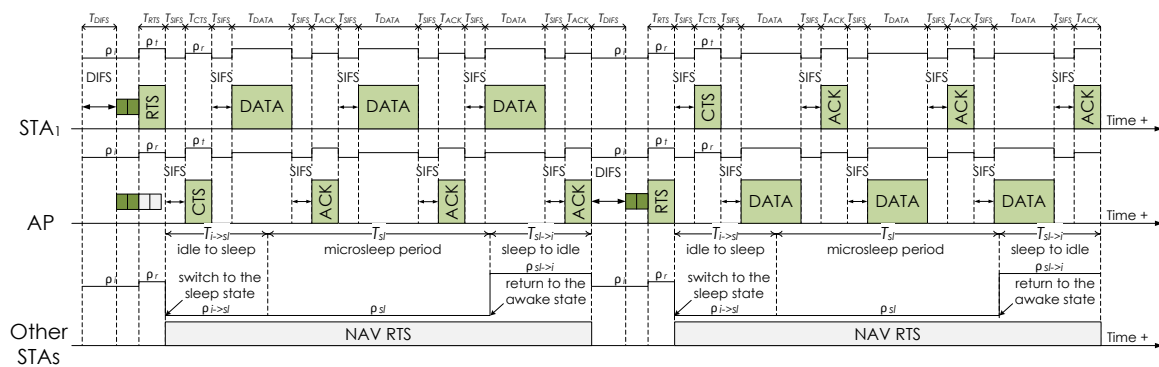 TDIFS TRTS TSIFS TCTS TSIFS TDATA TSIFS TACK TSIFS TDATA TSIFS TACK TSIFS TDATA TSIFS TACK TDIFS TRTS TSIFS TCTS TSIFS TDATA TSIFS TACK TSIFS TDATA TSIFS TACK TSIFS TDATA TSIFS TACK
ρi ρt ρr ρi ρr ρt
DIFS SIFS SIFS SIFS SIFS SIFS SIFS SIFS
RTS DATA DATA DATA CTS ACK ACK ACK
STA1 Time +
ρi ρr ρt ρi ρt ρr
SIFS SIFS SIFS SIFS DIFS SIFS SIFS SIFS
CTS ACK ACK ACK RTS DATA DATA DATA
AP Time +
Ti->sl Tsl Tsl->i Ti->sl Tsl Tsl->i
idle to sleep microsleep period sleep to idle idle to sleep microsleep period sleep to idle
ρi ρr ρsl->i ρi ρr ρsl->i
switch to the return to the switch to the return to the
sleep state awake state sleep state awake state
ρi->sl ρsl ρi->sl ρsl
NAV RTS NAV RTS Time +
Other
STAs